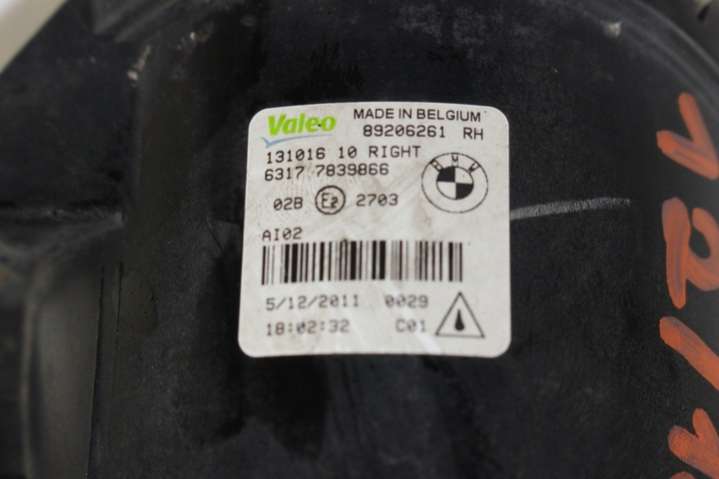 Valeo MADE IN BELGIUM
89206261 RH
131016 10 RIGHT
6317 7839866
BMW
02B E2 2703
AI02
5/12/2011 0029
18:02:32 C01